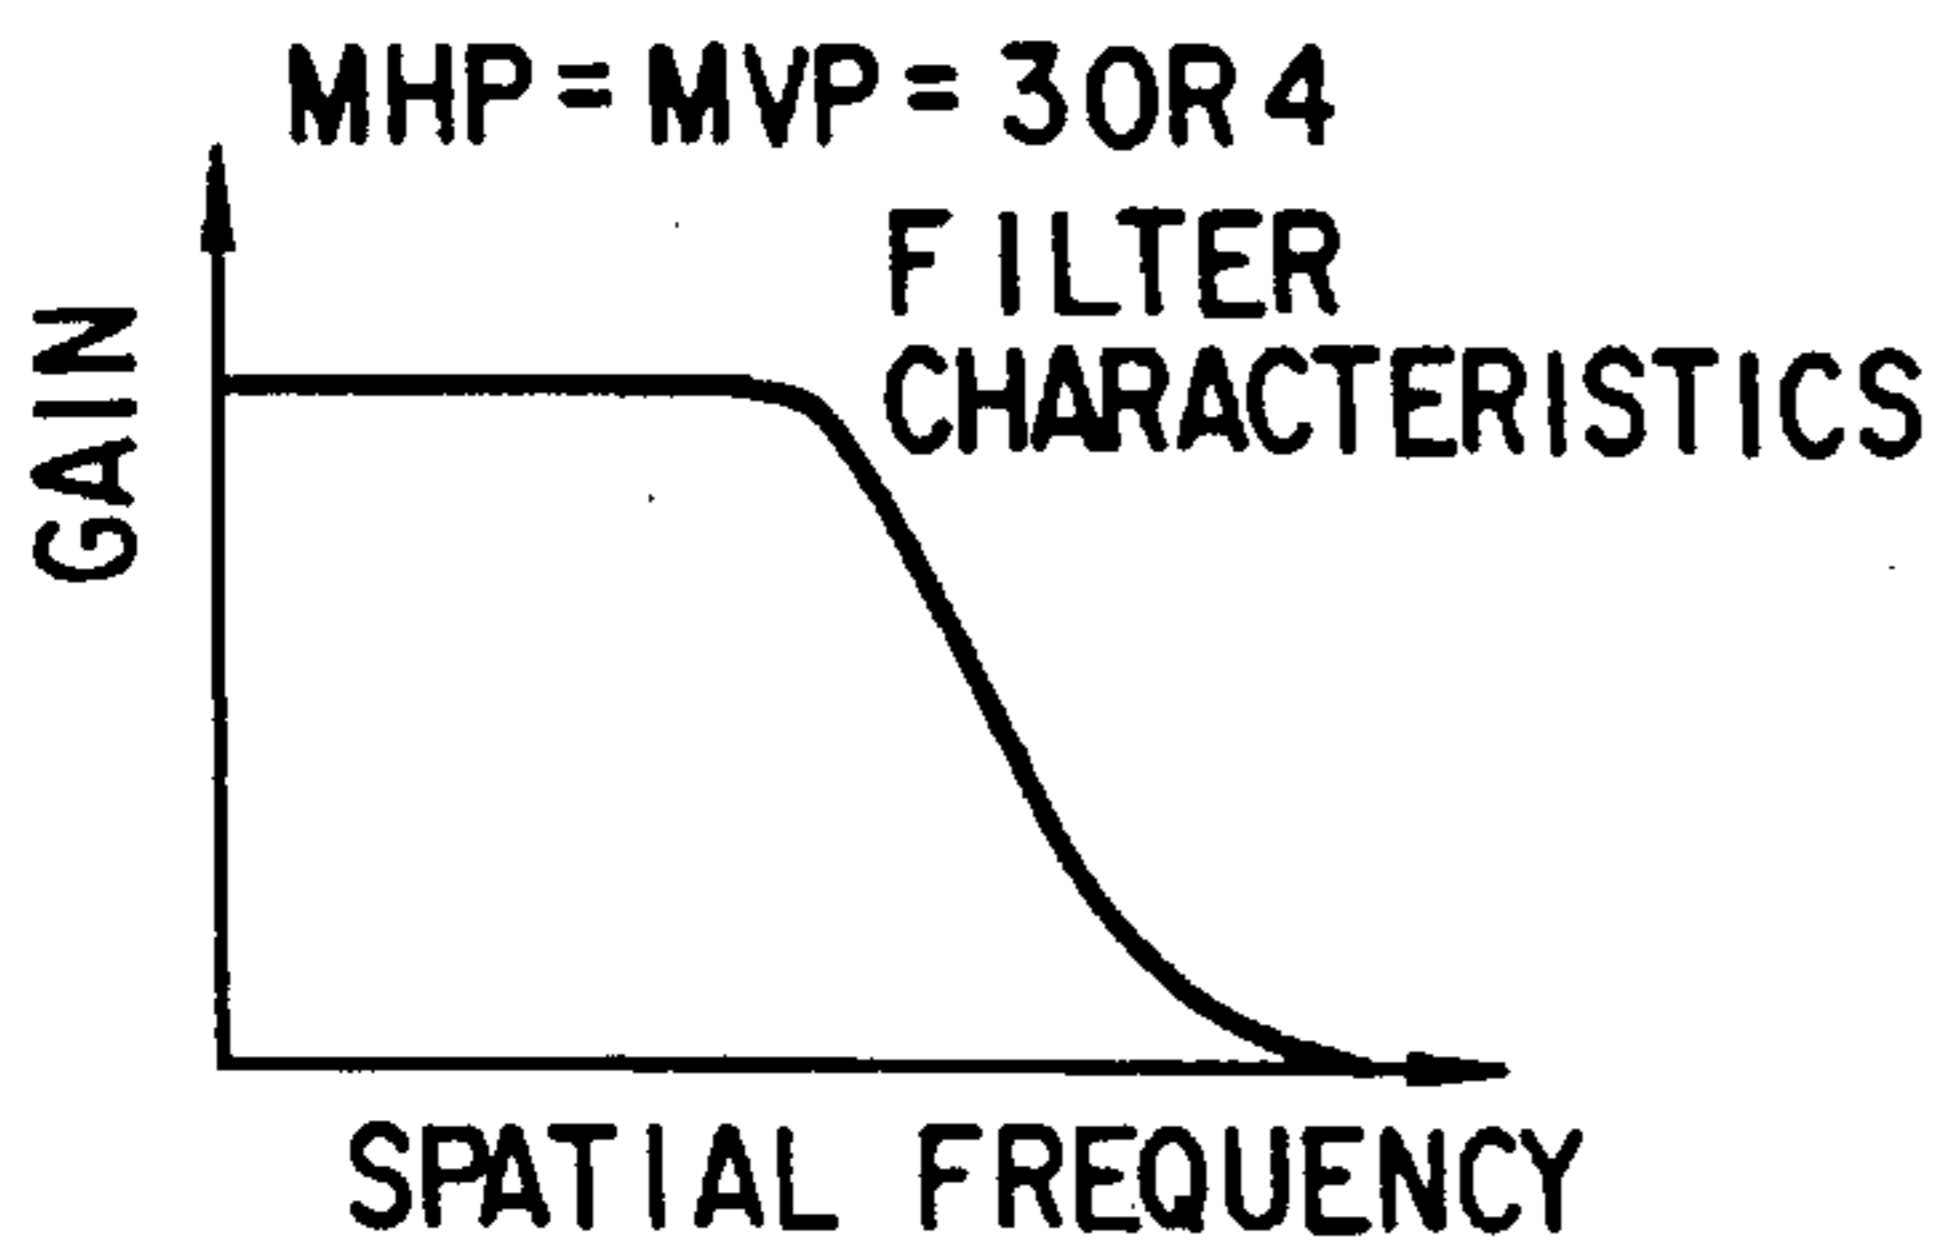 MHP = MVP = 3OR 4
FILTER
CHARACTERISTICS
GAIN
SPATIAL FREQUENCY